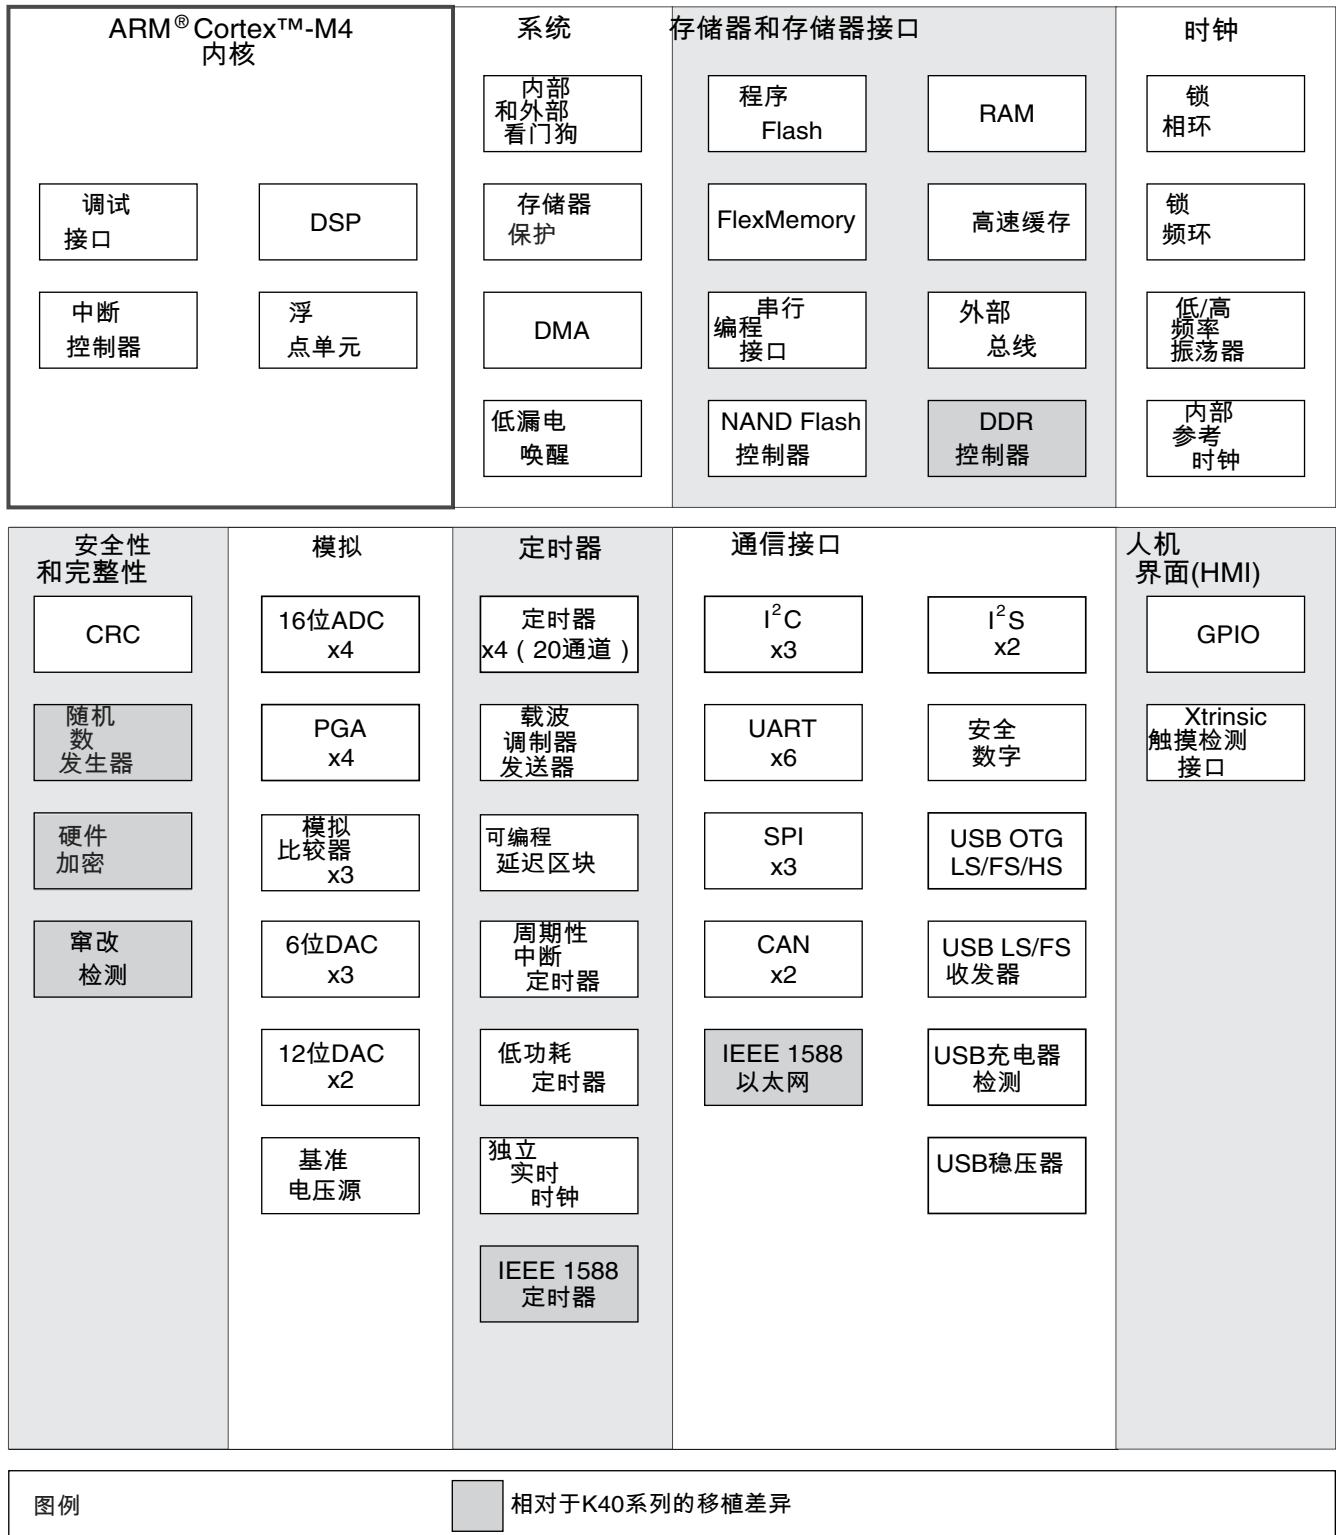 ARM® Cortex™-M4
内核
调试
接口
DSP
中断
控制器
浮
点单元
系统
内部
和外部
看门狗
存储器
保护
DMA
低漏电
唤醒
存储器和存储器接口
程序
Flash
RAM
FlexMemory
高速缓存
串行
编程
接口
外部
总线
NAND Flash
控制器
DDR
控制器
时钟
锁
相环
锁
频环
低/高
频率
振荡器
内部
参考
时钟
安全性
和完整性
CRC
随机
数
发生器
硬件
加密
窜改
检测
模拟
16位ADC
x4
PGA
x4
模拟
比较器
x3
6位DAC
x3
12位DAC
x2
基准
电压源
定时器
定时器
x4（20通道）
载波
调制器
发送器
可编程
延迟区块
周期性
中断
定时器
低功耗
定时器
独立
实时
时钟
IEEE 1588
定时器
通信接口
I²C
x3
I²S
x2
UART
x6
安全
数字
SPI
x3
USB OTG
LS/FS/HS
CAN
x2
USB LS/FS
收发器
IEEE 1588
以太网
USB充电器
检测
USB稳压器
人机
界面(HMI)
GPIO
Xtrinsic
触摸检测
接口
图例
相对于K40系列的移植差异